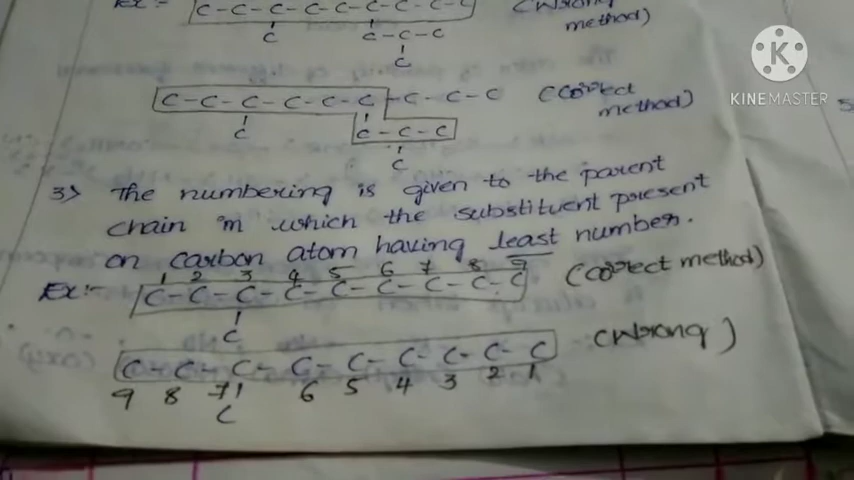 Ex :- C-C-C-C-C-C-C-C-C (Wrong
method)
C C-C-C
C
C-C-C-C-C-C-C-C-C-C (Correct
method)
C C-C-C
C
3> The numbering is given to the parent
chain in which the substituent present
on carbon atom having least number.
1 2 3 4 5 6 7 8 9
Ex:- C-C-C-C-C-C-C-C-C (Correct method)
C
C-C-C-C-C-C-C-C-C (Wrong)
9 8 7 6 5 4 3 2 1
C
K
KINEMASTER